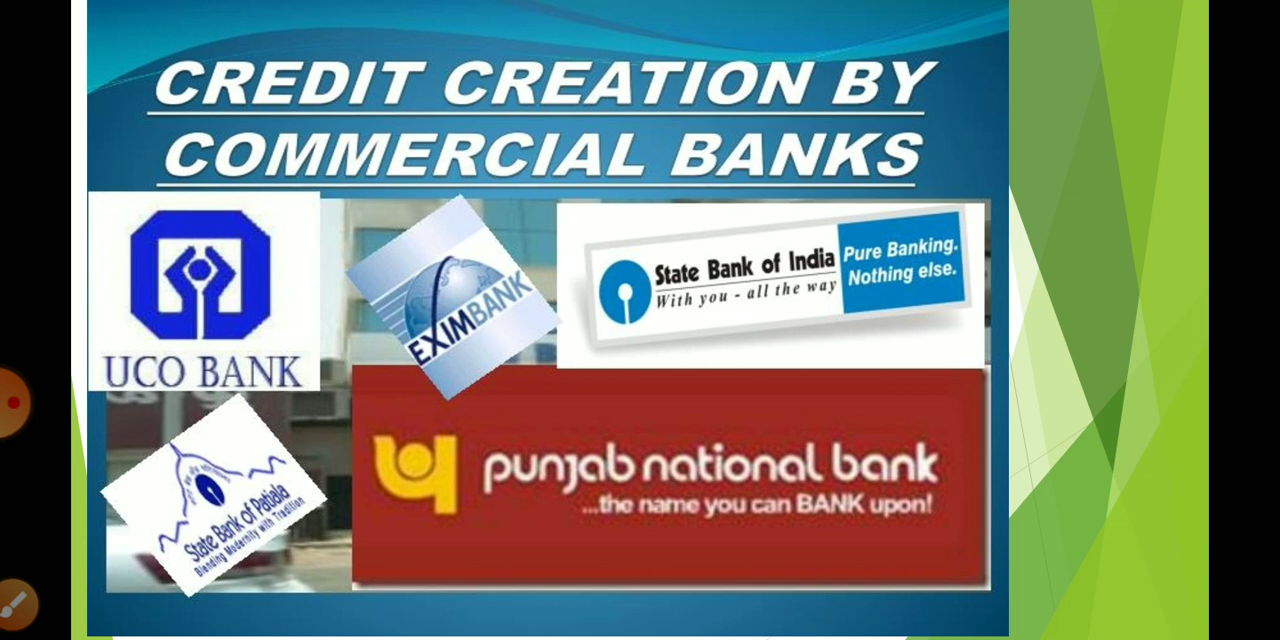 CREDIT CREATION BY
COMMERCIAL BANKS
UCO BANK
EXIMBANK
State Bank of India
With you - all the way
Pure Banking.
Nothing else.
State Bank of Patiala
Blending Modernity with Tradition
punjab national bank
...the name you can BANK upon!